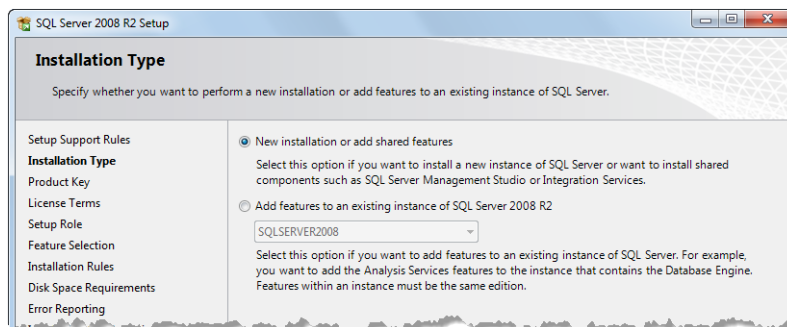 SQL Server 2008 R2 Setup
Installation Type
Specify whether you want to perform a new installation or add features to an existing instance of SQL Server.
Setup Support Rules
Installation Type
Product Key
License Terms
Setup Role
Feature Selection
Installation Rules
Disk Space Requirements
Error Reporting
New installation or add shared features
Select this option if you want to install a new instance of SQL Server or want to install shared
components such as SQL Server Management Studio or Integration Services.
Add features to an existing instance of SQL Server 2008 R2
SQLSERVER2008
Select this option if you want to add features to an existing instance of SQL Server. For example,
you want to add the Analysis Services features to the instance that contains the Database Engine.
Features within an instance must be the same edition.